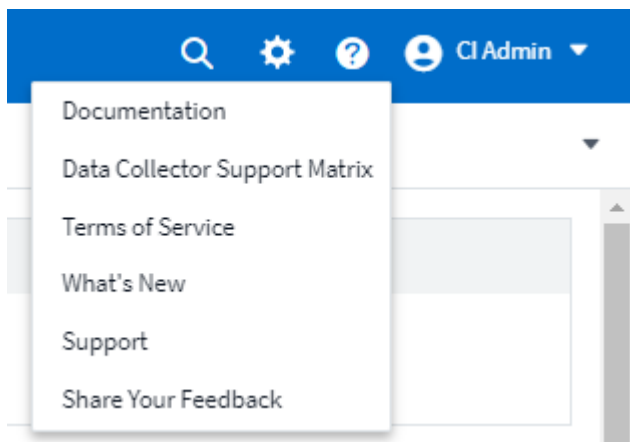 CI Admin
Documentation
Data Collector Support Matrix
Terms of Service
What's New
Support
Share Your Feedback